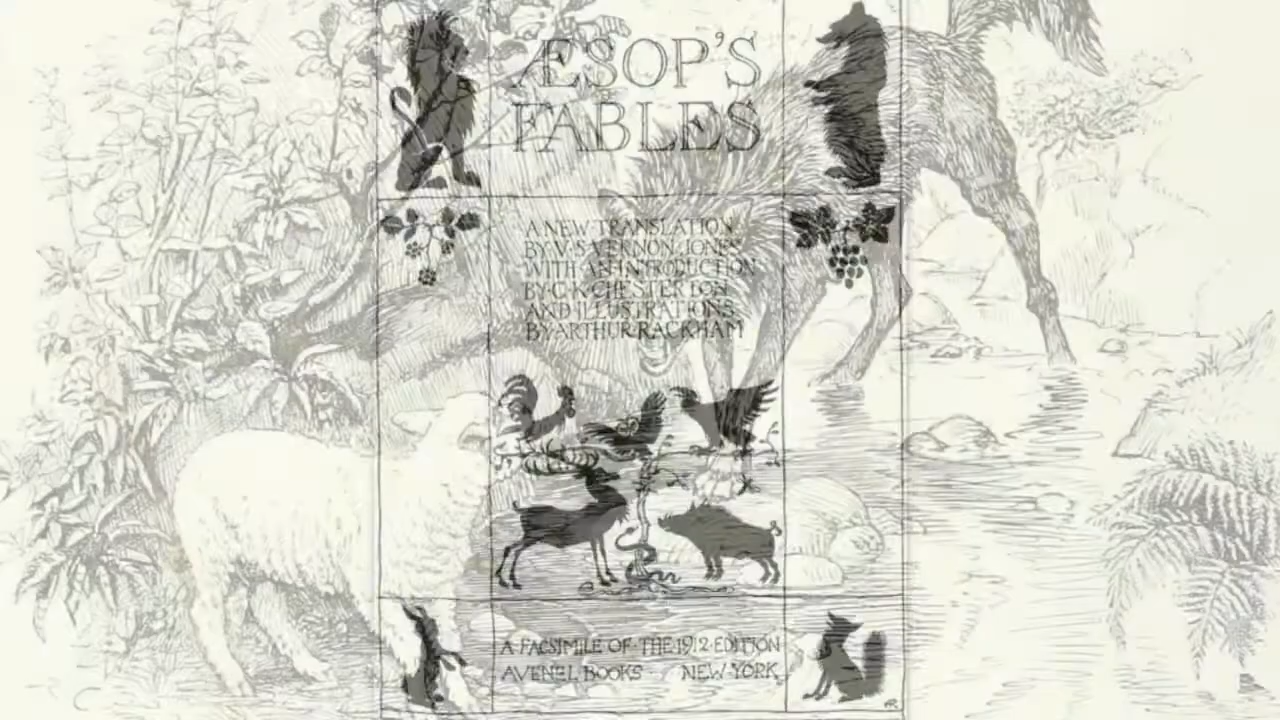 ÆSOP'S
FABLES
A·NEW·TRANSLATION
BY·V·S·VERNON·JONES
WITH·AN·INTRODUCTION
BY·G·K·CHESTERTON
AND·ILLUSTRATIONS
BY·ARTHUR·RACKHAM
A·FACSIMILE·OF·THE·1912·EDITION
AVENEL BOOKS · NEW·YORK
AR